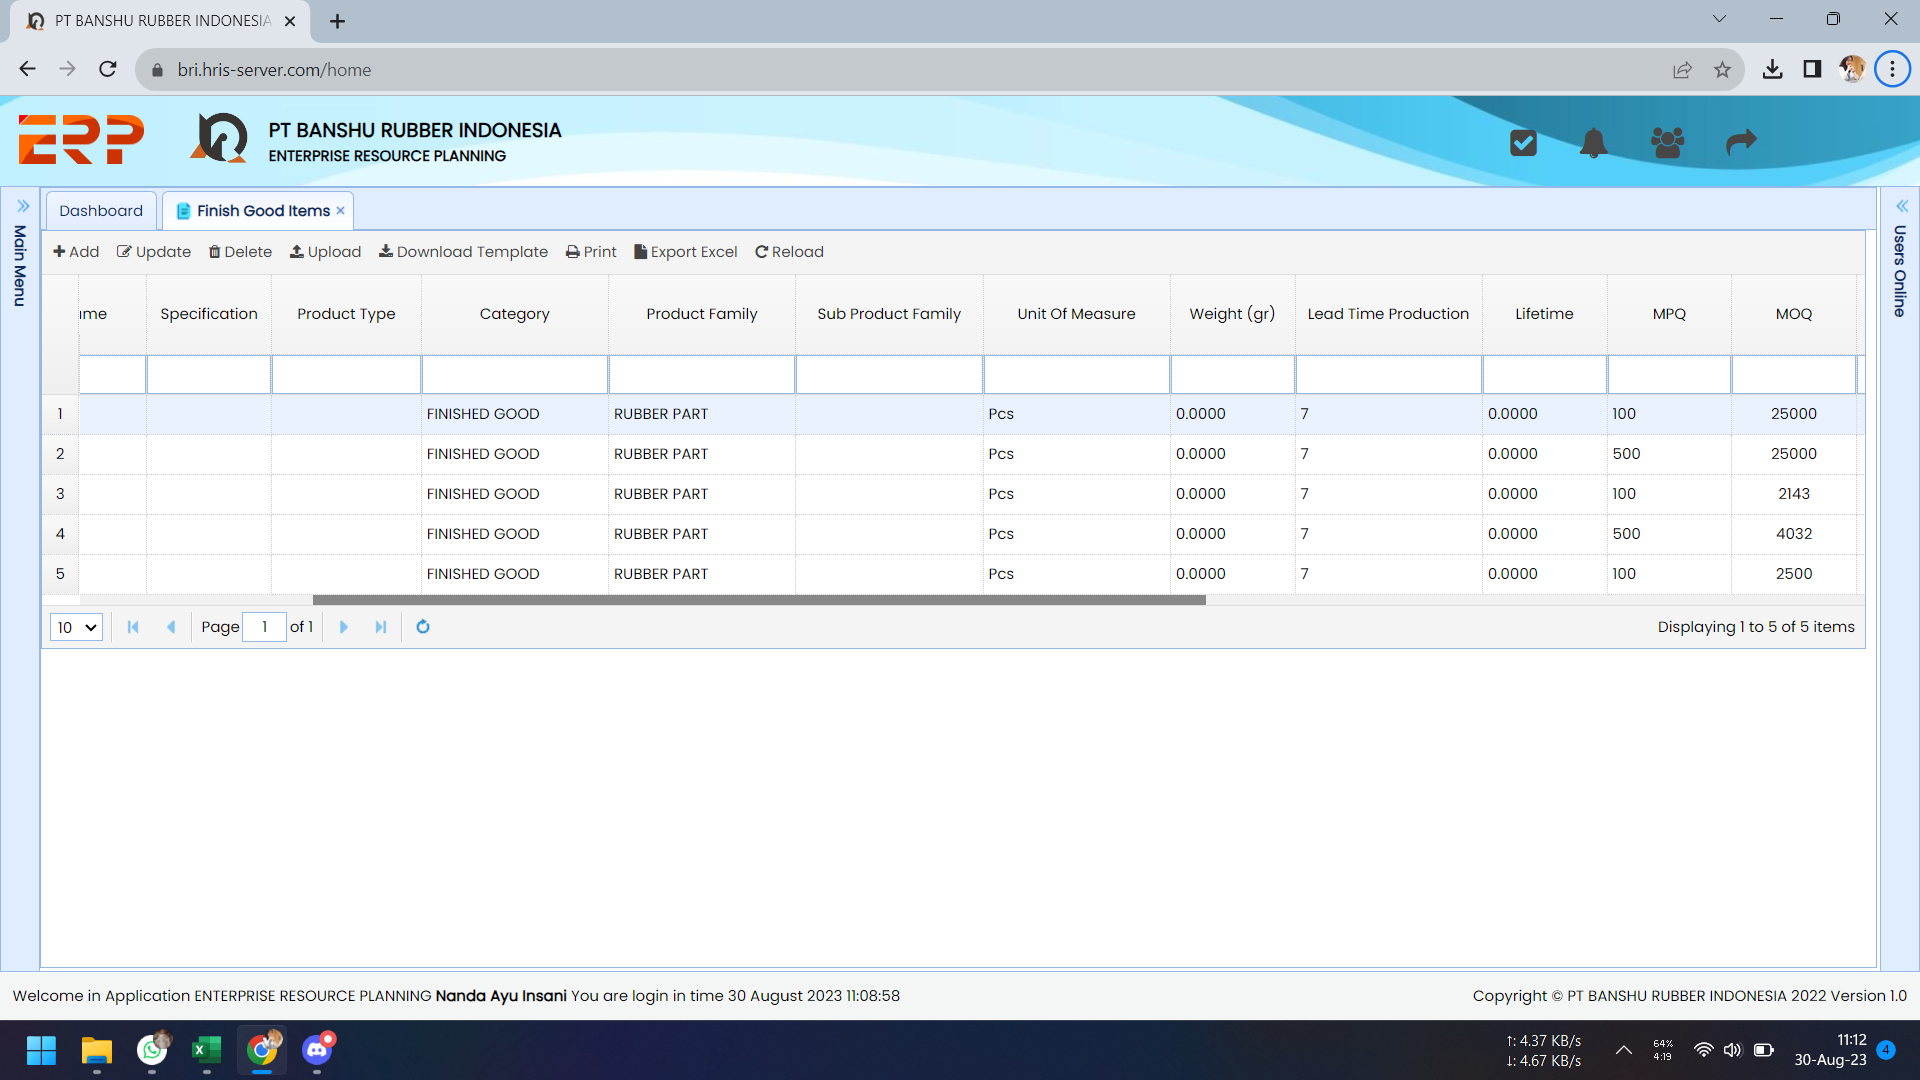 PT BANSHU RUBBER INDONESIA
bri.hris-server.com/home
ERP
PT BANSHU RUBBER INDONESIA
ENTERPRISE RESOURCE PLANNING
Main Menu
Dashboard Finish Good Items
Users Online
Add Update Delete Upload Download Template Print Export Excel Reload
ame Specification Product Type Category Product Family Sub Product Family Unit Of Measure Weight (gr) Lead Time Production Lifetime MPQ MOQ
1 FINISHED GOOD RUBBER PART Pcs 0.0000 7 0.0000 100 25000
2 FINISHED GOOD RUBBER PART Pcs 0.0000 7 0.0000 500 25000
3 FINISHED GOOD RUBBER PART Pcs 0.0000 7 0.0000 100 2143
4 FINISHED GOOD RUBBER PART Pcs 0.0000 7 0.0000 500 4032
5 FINISHED GOOD RUBBER PART Pcs 0.0000 7 0.0000 100 2500
10 Page 1 of 1 Displaying 1 to 5 of 5 items
Welcome in Application ENTERPRISE RESOURCE PLANNING Nanda Ayu Insani You are login in time 30 August 2023 11:08:58 Copyright © PT BANSHU RUBBER INDONESIA 2022 Version 1.0
↑: 4.37 KB/s
↓: 4.67 KB/s
64%
4:19
11:12
30-Aug-23
4